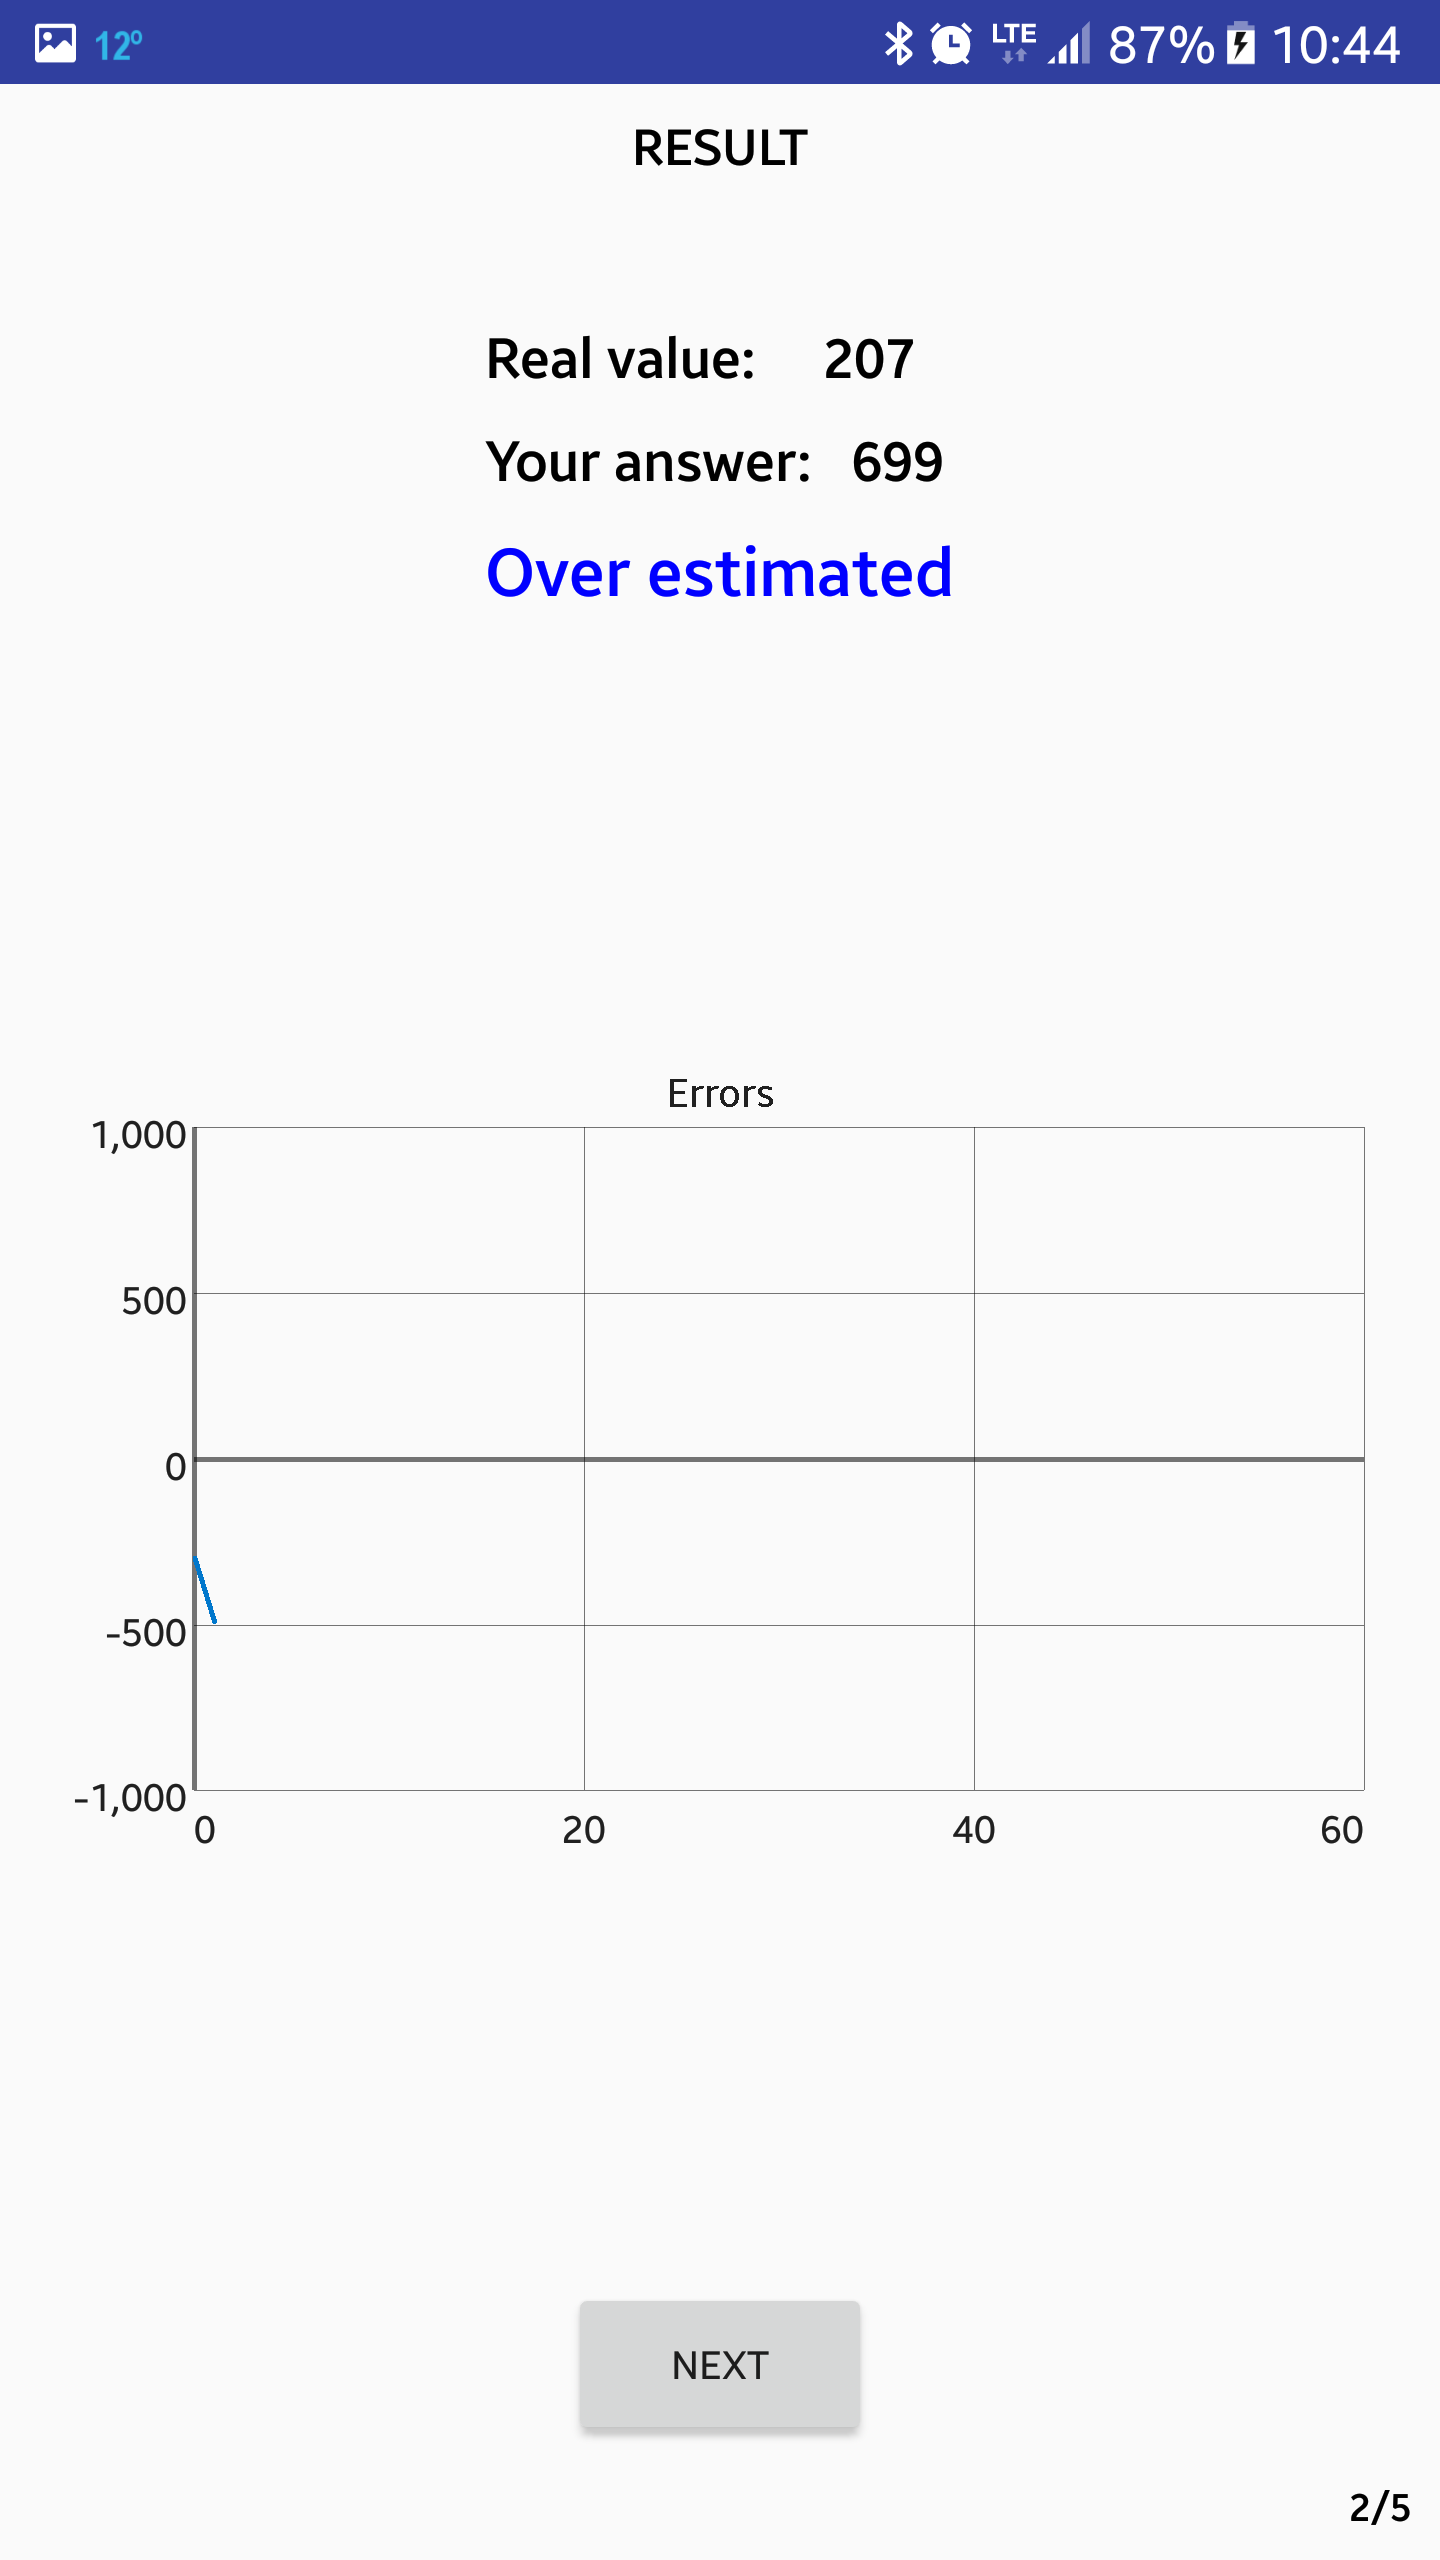 12° LTE 87% 10:44
RESULT
Real value: 207
Your answer: 699
Over estimated
Errors
1,000
500
0
-500
-1,000
0 20 40 60
NEXT
2/5